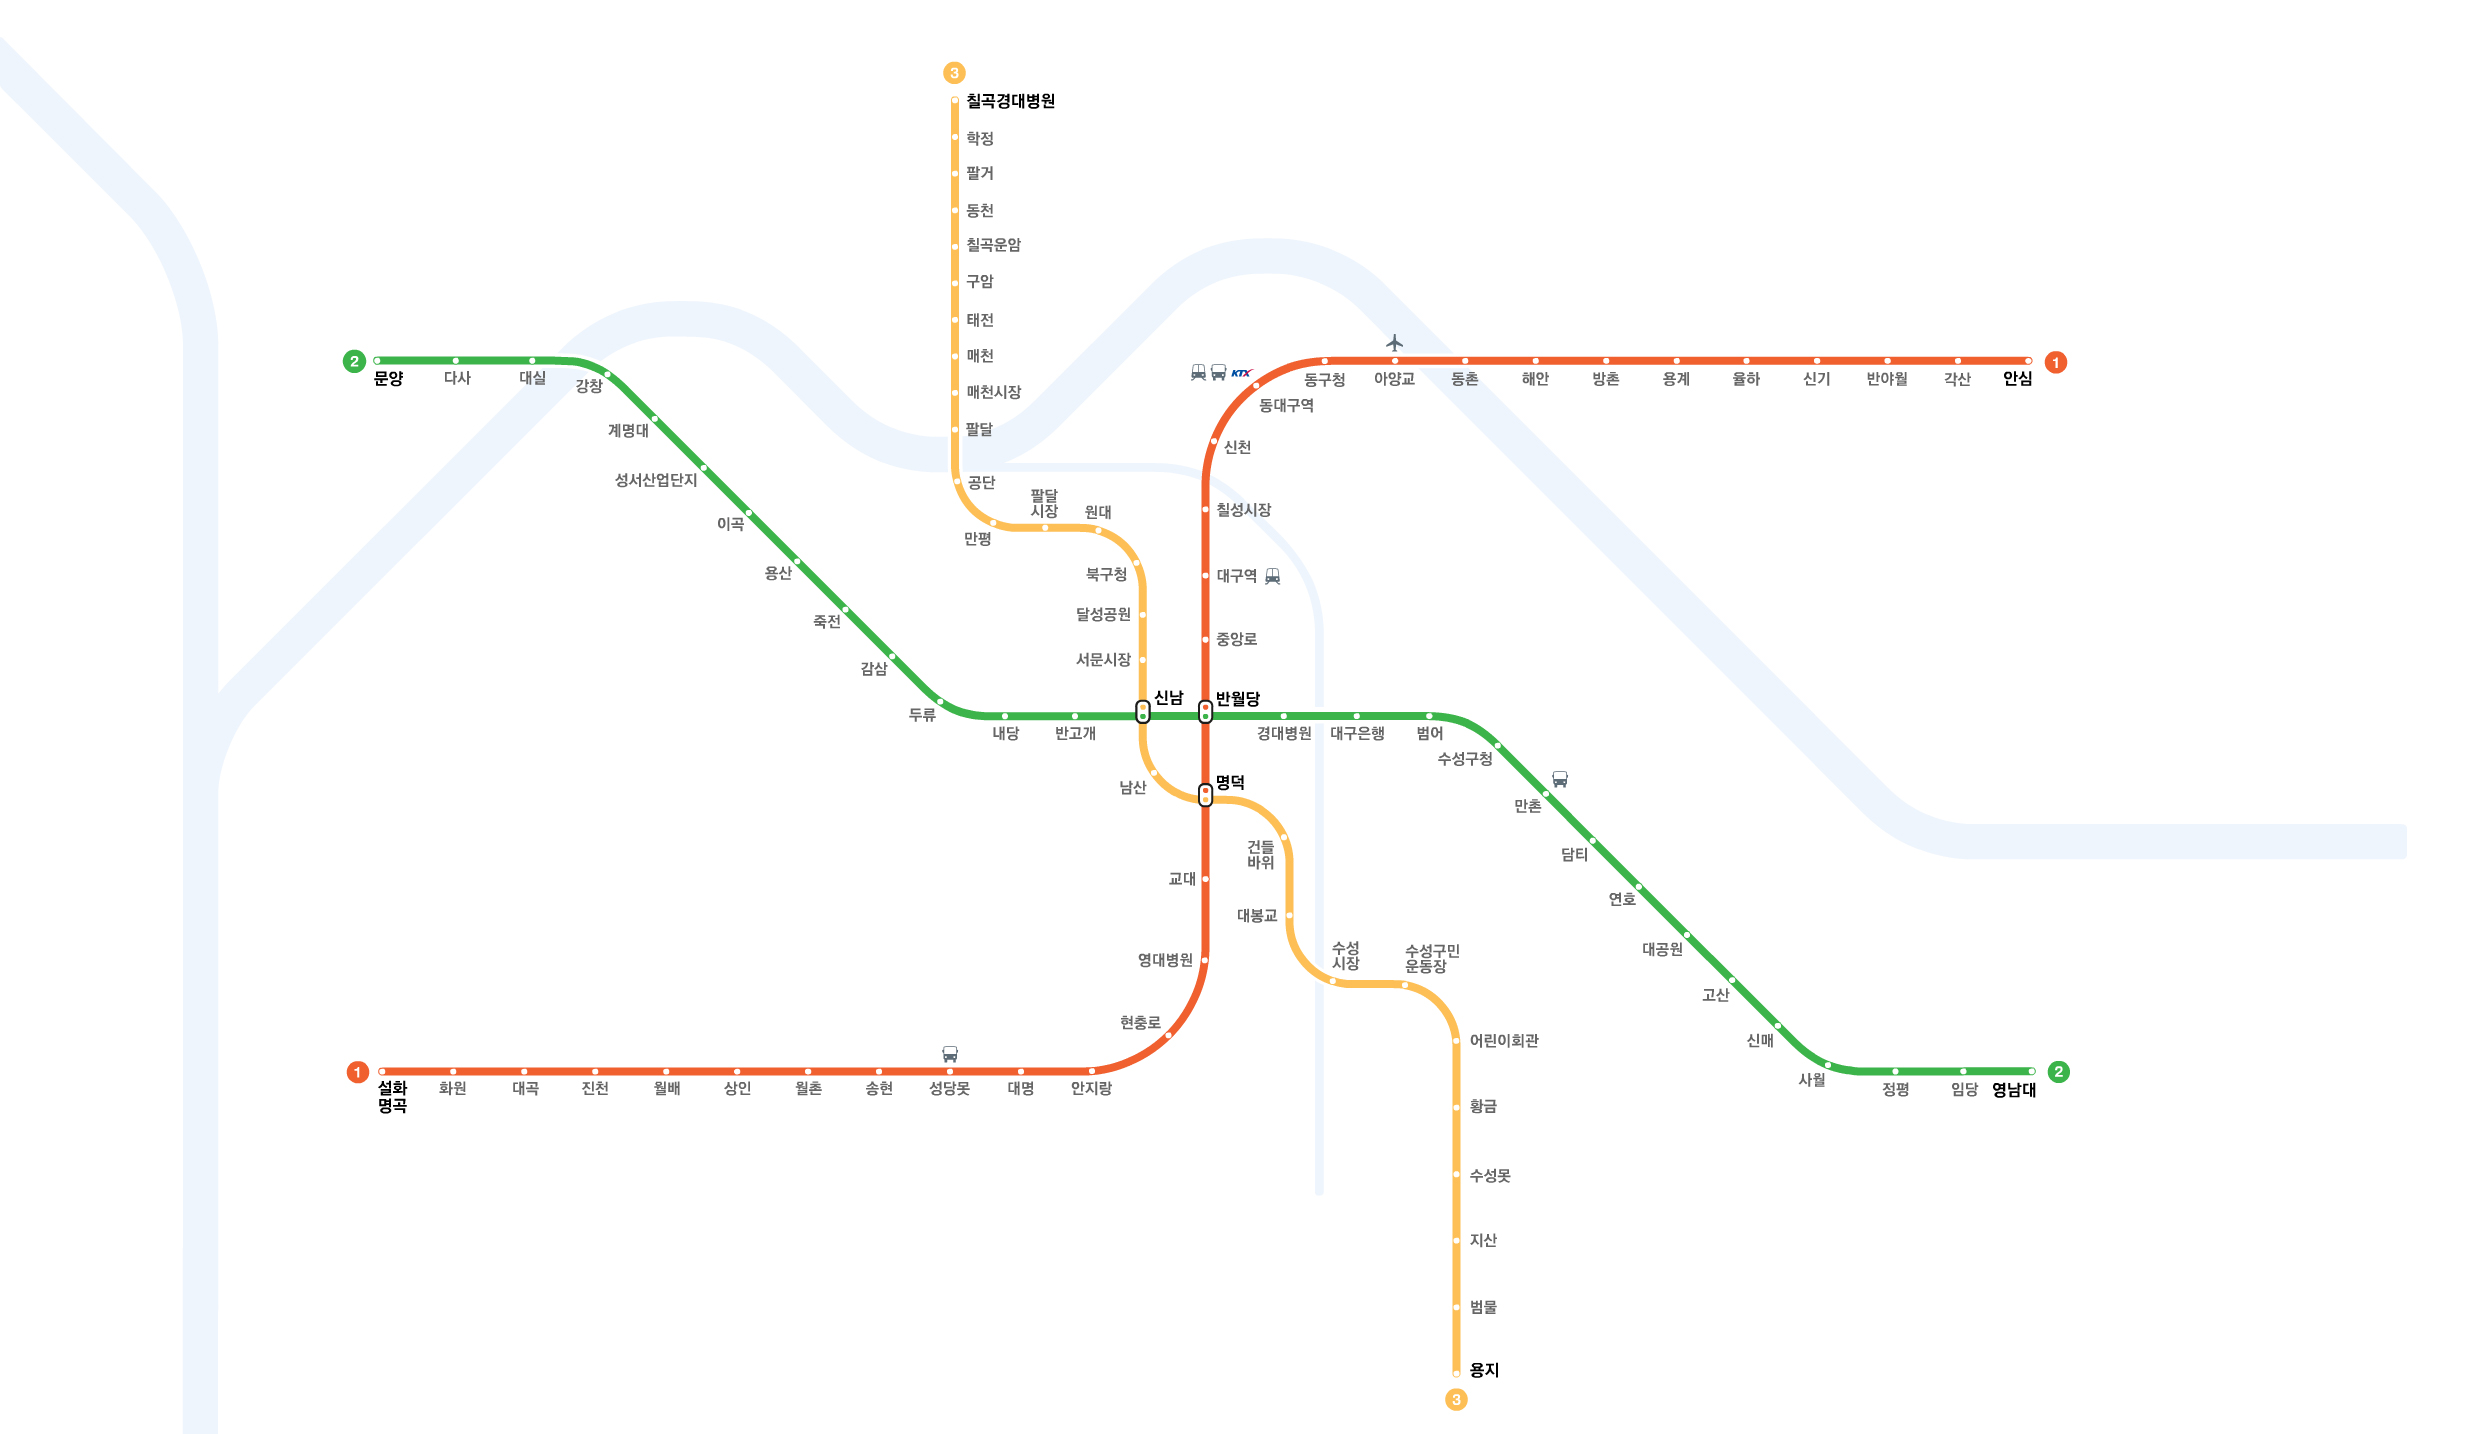 3
칠곡경대병원
학정
팔거
동천
칠곡운암
구암
태전
매천
매천시장
팔달
공단
만평
팔달
시장
원대
북구청
달성공원
서문시장
신남
남산
명덕
건들
바위
대봉교
수성
시장
수성구민
운동장
어린이회관
황금
수성못
지산
범물
용지
3
2
문양
다사
대실
강창
계명대
성서산업단지
이곡
용산
죽전
감삼
두류
내당
반고개
반월당
경대병원
대구은행
범어
수성구청
만촌
담티
연호
대공원
고산
신매
사월
정평
임당
영남대
2
1
안심
각산
반야월
신기
율하
용계
방촌
해안
동촌
아양교
동구청
KTX
동대구역
신천
칠성시장
대구역
중앙로
교대
영대병원
현충로
안지랑
대명
성당못
송현
월촌
상인
월배
진천
대곡
화원
설화
명곡
1